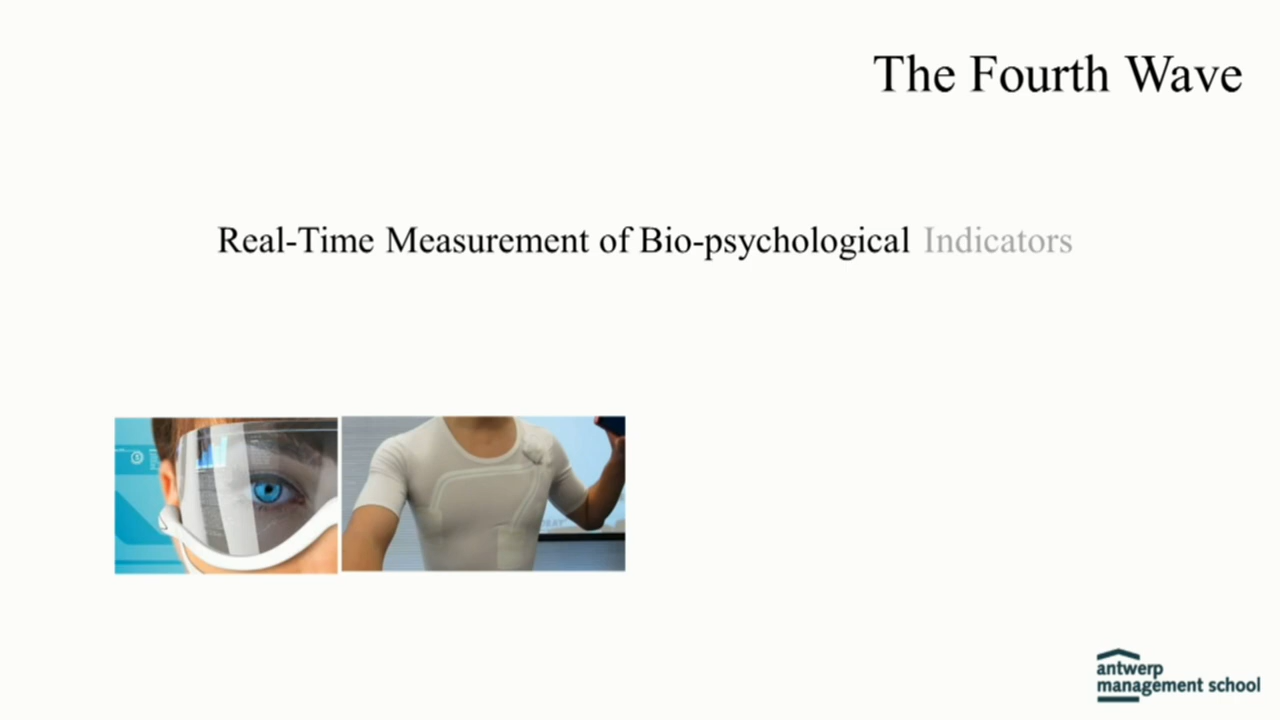 The Fourth Wave
Real-Time Measurement of Bio-psychological Indicators
antwerp
management school